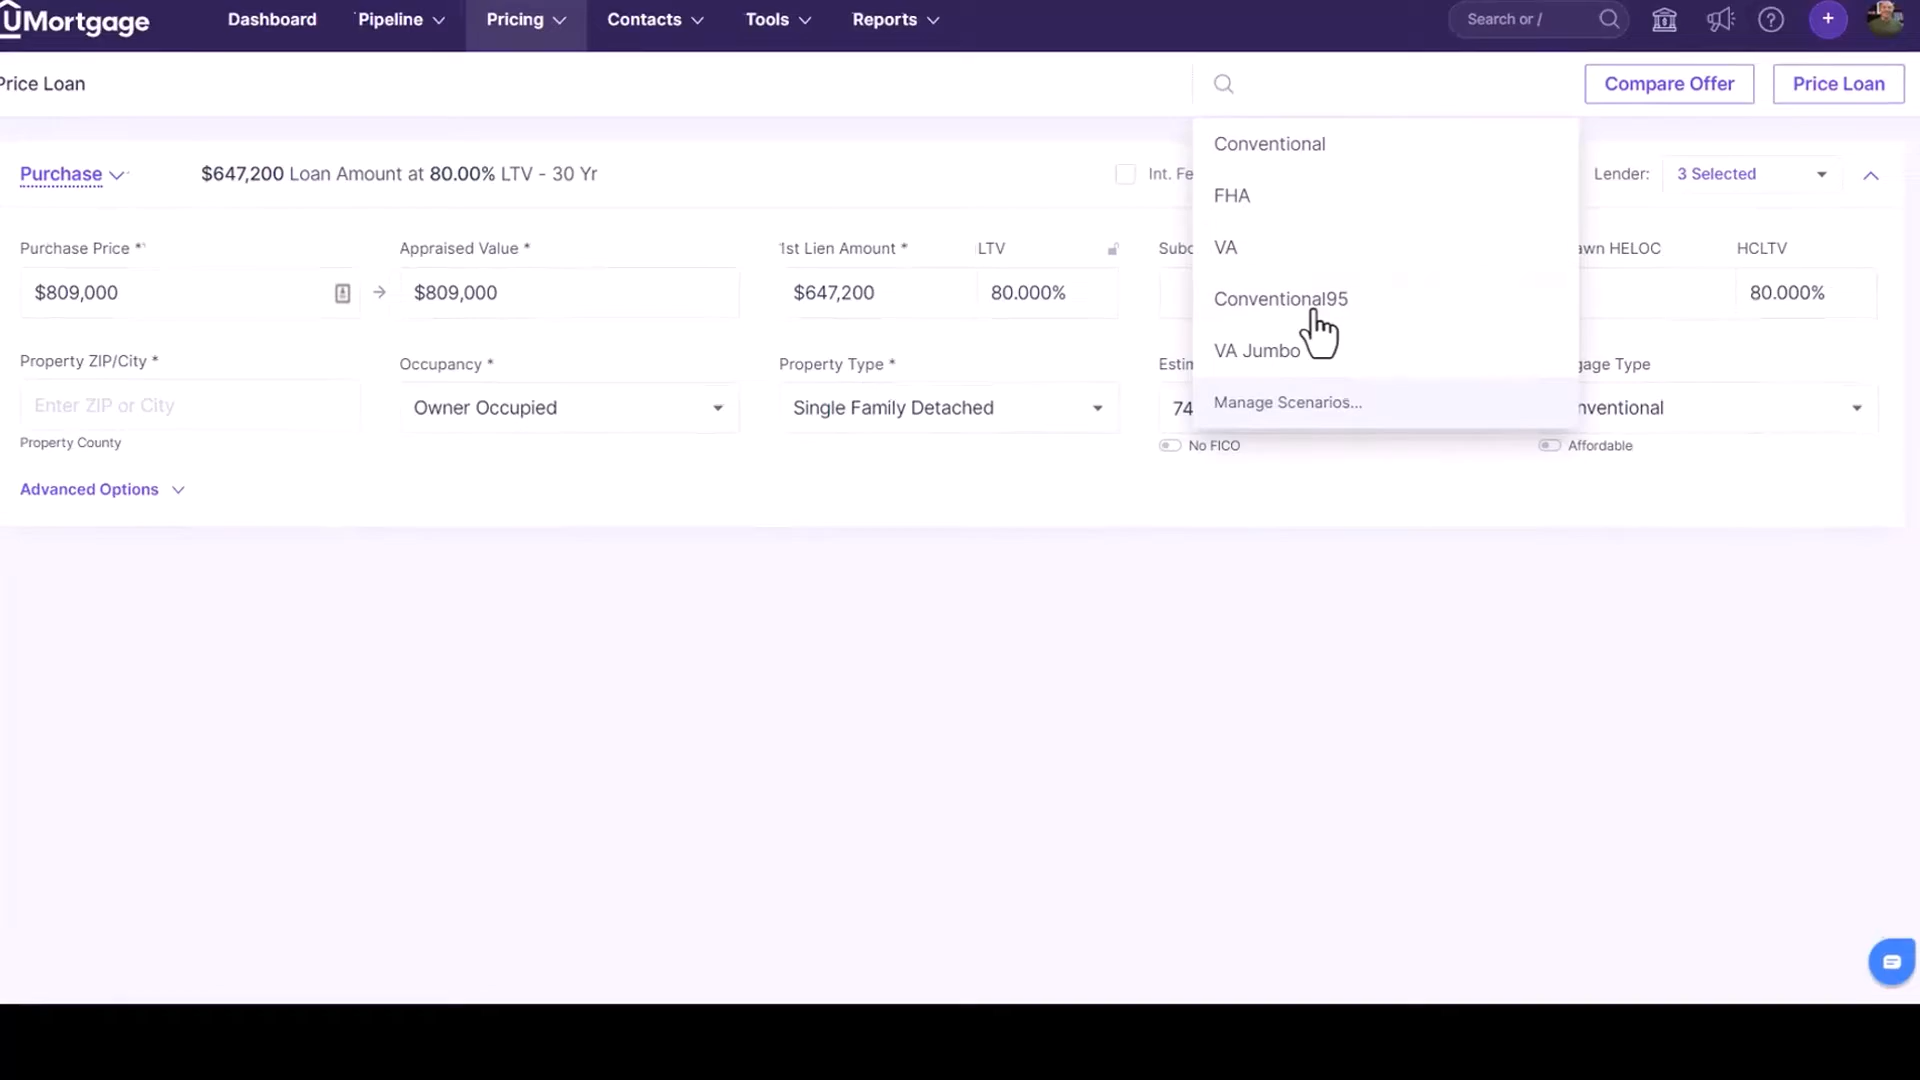 UMortgage
Dashboard
Pipeline
Pricing
Contacts
Tools
Reports
Search or /
Price Loan
Compare Offer
Price Loan
Conventional
FHA
VA
Conventional95
VA Jumbo
Manage Scenarios...
Purchase
$647,200 Loan Amount at 80.00% LTV - 30 Yr
Int. Fe
Lender:
3 Selected
Purchase Price *
Appraised Value *
1st Lien Amount *
LTV
Subo
awn HELOC
HCLTV
$809,000
$809,000
$647,200
80.000%
80.000%
Property ZIP/City *
Occupancy *
Property Type *
Estim
gage Type
Enter ZIP or City
Owner Occupied
Single Family Detached
74
nventional
Property County
No FICO
Affordable
Advanced Options